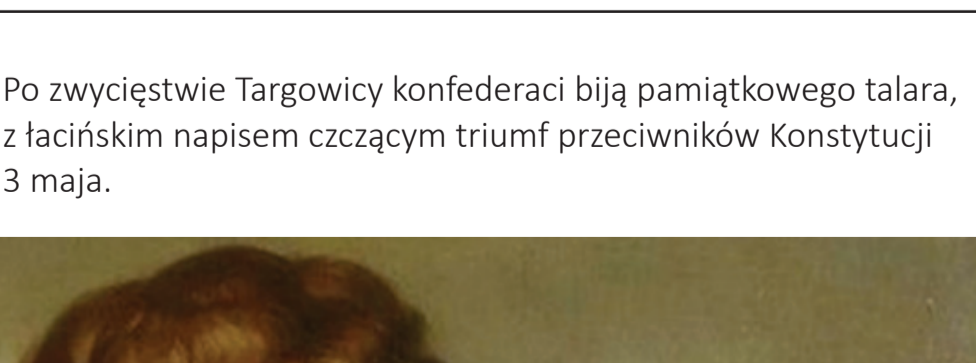 Po zwycięstwie Targowicy konfederaci biją pamiątkowego talara,
z łacińskim napisem czczącym triumf przeciwników Konstytucji
3 maja.